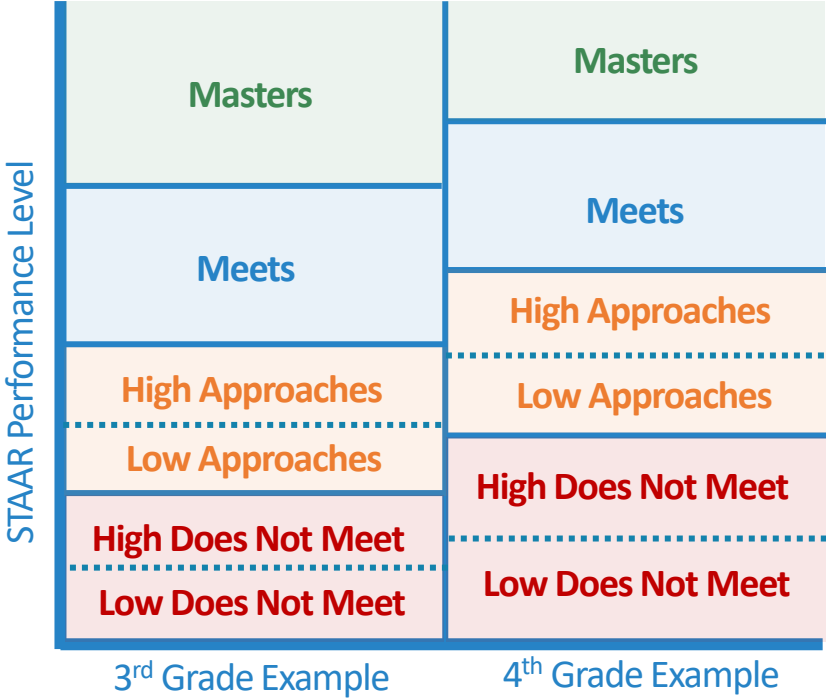 STAAR Performance Level
Masters
Meets
High Approaches
Low Approaches
High Does Not Meet
Low Does Not Meet
3rd Grade Example
Masters
Meets
High Approaches
Low Approaches
High Does Not Meet
Low Does Not Meet
4th Grade Example